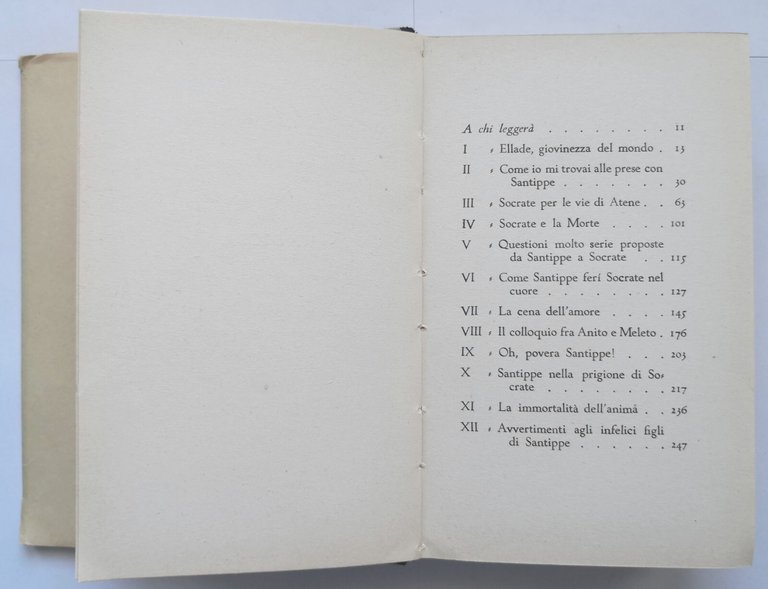 A chi leggerà . . . . . . . . 11
I - Ellade, giovinezza del mondo . 13
II - Come io mi trovai alle prese con
Santippe . . . . . . . 30
III - Socrate per le vie di Atene . . 63
IV - Socrate e la Morte . . . . 101
V - Questioni molto serie proposte
da Santippe a Socrate . . 115
VI - Come Santippe ferí Socrate nel
cuore . . . . . . . . 127
VII - La cena dell'amore . . . . 145
VIII - Il colloquio fra Anito e Meleto . 176
IX - Oh, povera Santippe! . . . 203
X - Santippe nella prigione di So-
crate . . . . . . . . 217
XI - La immortalità dell'anima . . 236
XII - Avvertimenti agli infelici figli
di Santippe . . . . . . 247